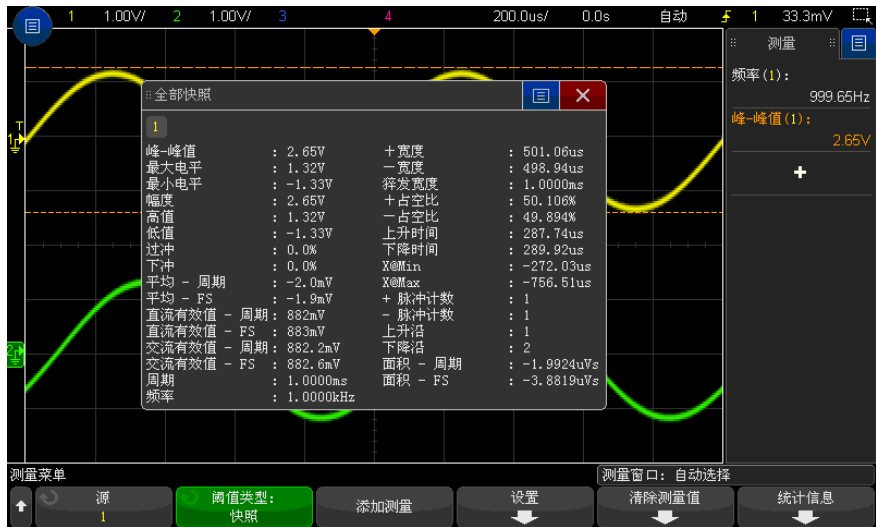 1 1.00V/ 2 1.00V/ 3 4 200.0us/ 0.0s 自动 1 33.3mV
测量
频率(1):
999.65Hz
峰-峰值(1):
2.65V
+
T
1
2
全部快照
1
峰-峰值 : 2.65V +宽度 : 501.06us
最大电平 : 1.32V -宽度 : 498.94us
最小电平 : -1.33V 猝发宽度 : 1.0000ms
幅度 : 2.65V +占空比 : 50.106%
高值 : 1.32V -占空比 : 49.894%
低值 : -1.33V 上升时间 : 287.74us
过冲 : 0.0% 下降时间 : 289.92us
下冲 : 0.0% X@Min : -272.03us
平均 - 周期 : -2.0mV X@Max : -756.51us
平均 - FS : -1.9mV + 脉冲计数 : 1
直流有效值 - 周期 : 882mV - 脉冲计数 : 1
直流有效值 - FS : 883mV 上升沿 : 1
交流有效值 - 周期 : 882.2mV 下降沿 : 2
交流有效值 - FS : 882.6mV 面积 - 周期 : -1.9924uVs
周期 : 1.0000ms 面积 - FS : -3.8819uVs
频率 : 1.0000kHz
测量菜单 测量窗口: 自动选择
源 阈值类型: 添加测量 设置 清除测量值 统计信息
1 快照